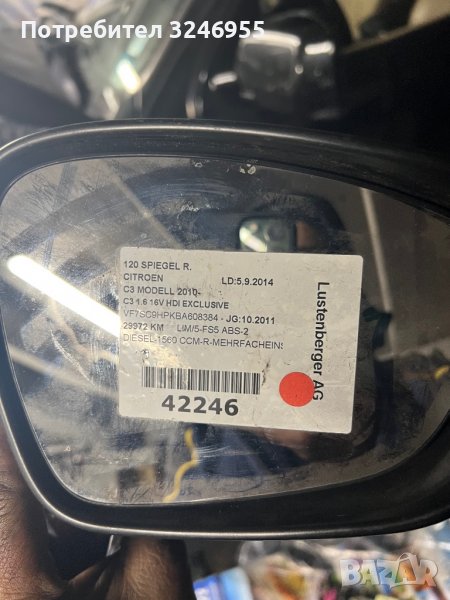 Потребител 3246955
120 SPIEGEL R.
CITROEN LD:5.9.2014
C3 MODELL 2010-
C3 1.6 16V HDI EXCLUSIVE
VF7SC9HPKBA608384 - JG:10.2011
29972 KM LIM/5-FS5 ABS-2
DIESEL-1560 CCM-R-MEHRFACHEINS
42246
Lustenberger AG
BAZAR